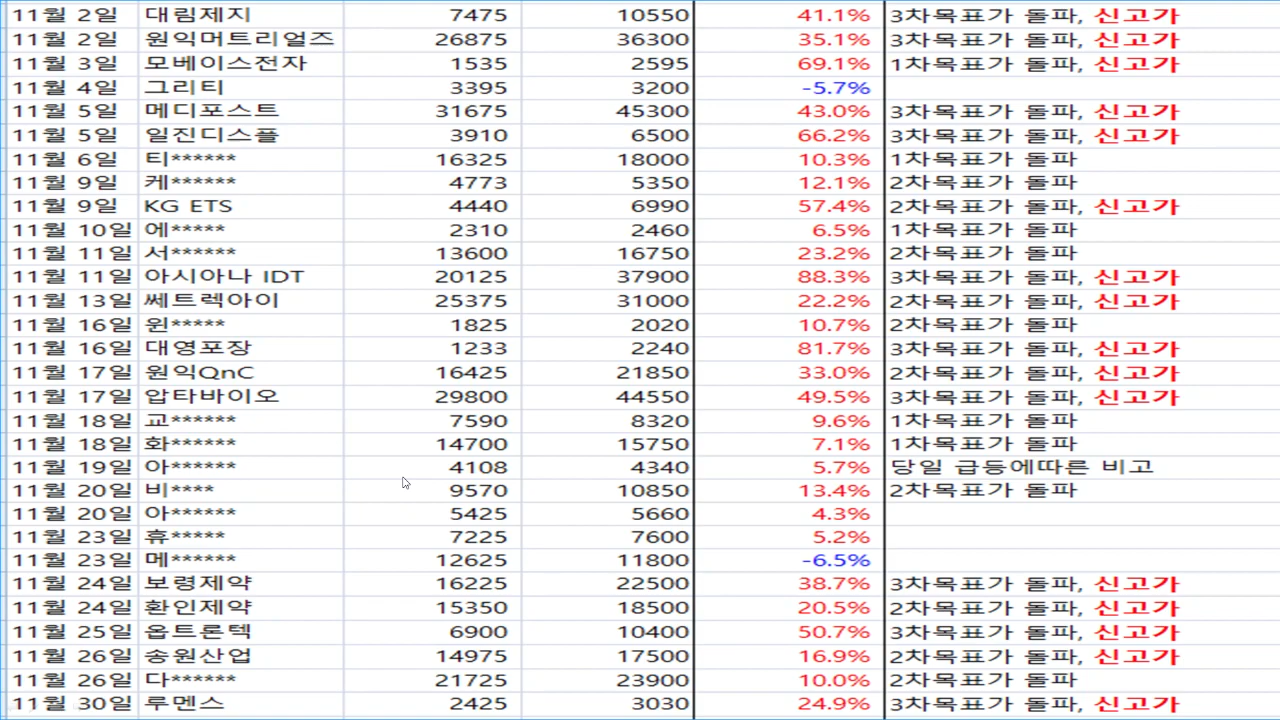 11월 2일 대림제지 7475 10550 41.1% 3차목표가 돌파, 신고가
11월 2일 원익머트리얼즈 26875 36300 35.1% 3차목표가 돌파, 신고가
11월 3일 모베이스전자 1535 2595 69.1% 1차목표가 돌파, 신고가
11월 4일 그리티 3395 3200 -5.7%
11월 5일 메디포스트 31675 45300 43.0% 3차목표가 돌파, 신고가
11월 5일 일진디스플 3910 6500 66.2% 3차목표가 돌파, 신고가
11월 6일 티****** 16325 18000 10.3% 1차목표가 돌파
11월 9일 케****** 4773 5350 12.1% 2차목표가 돌파
11월 9일 KG ETS 4440 6990 57.4% 2차목표가 돌파, 신고가
11월 10일 에***** 2310 2460 6.5% 1차목표가 돌파
11월 11일 서****** 13600 16750 23.2% 2차목표가 돌파
11월 11일 아시아나 IDT 20125 37900 88.3% 3차목표가 돌파, 신고가
11월 13일 쎄트렉아이 25375 31000 22.2% 2차목표가 돌파, 신고가
11월 16일 윈***** 1825 2020 10.7% 2차목표가 돌파
11월 16일 대영포장 1233 2240 81.7% 3차목표가 돌파, 신고가
11월 17일 원익QnC 16425 21850 33.0% 2차목표가 돌파, 신고가
11월 17일 압타바이오 29800 44550 49.5% 3차목표가 돌파, 신고가
11월 18일 교****** 7590 8320 9.6% 1차목표가 돌파
11월 18일 화****** 14700 15750 7.1% 1차목표가 돌파
11월 19일 아****** 4108 4340 5.7% 당일 급등에따른 비고
11월 20일 비**** 9570 10850 13.4% 2차목표가 돌파
11월 20일 아****** 5425 5660 4.3%
11월 23일 휴***** 7225 7600 5.2%
11월 23일 메****** 12625 11800 -6.5%
11월 24일 보령제약 16225 22500 38.7% 3차목표가 돌파, 신고가
11월 24일 환인제약 15350 18500 20.5% 2차목표가 돌파, 신고가
11월 25일 옵트론텍 6900 10400 50.7% 3차목표가 돌파, 신고가
11월 26일 송원산업 14975 17500 16.9% 2차목표가 돌파, 신고가
11월 26일 다****** 21725 23900 10.0% 2차목표가 돌파
11월 30일 루멘스 2425 3030 24.9% 3차목표가 돌파, 신고가